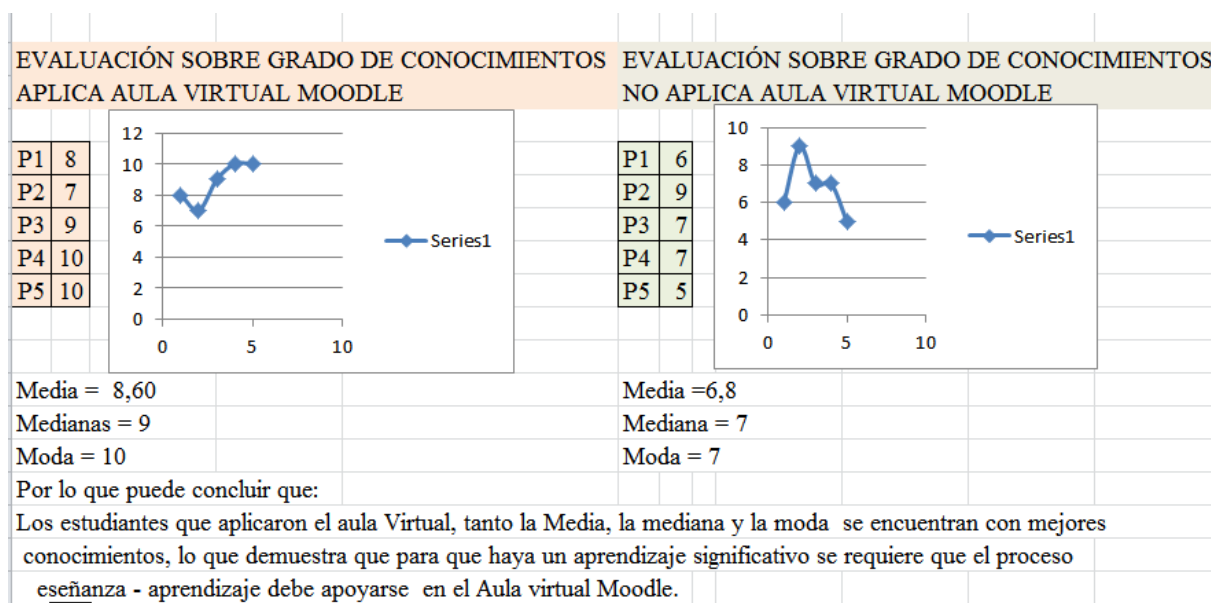 EVALUACIÓN SOBRE GRADO DE CONOCIMIENTOS
APLICA AULA VIRTUAL MOODLE
P1 8
P2 7
P3 9
P4 10
P5 10
12
10
8
6
4
2
0
0 5 10
Series1
Media = 8,60
Medianas = 9
Moda = 10
EVALUACIÓN SOBRE GRADO DE CONOCIMIENTOS
NO APLICA AULA VIRTUAL MOODLE
P1 6
P2 9
P3 7
P4 7
P5 5
10
8
6
4
2
0
0 5 10
Series1
Media =6,8
Mediana = 7
Moda = 7
Por lo que puede concluir que:
Los estudiantes que aplicaron el aula Virtual, tanto la Media, la mediana y la moda se encuentran con mejores
conocimientos, lo que demuestra que para que haya un aprendizaje significativo se requiere que el proceso
eseñanza - aprendizaje debe apoyarse en el Aula virtual Moodle.